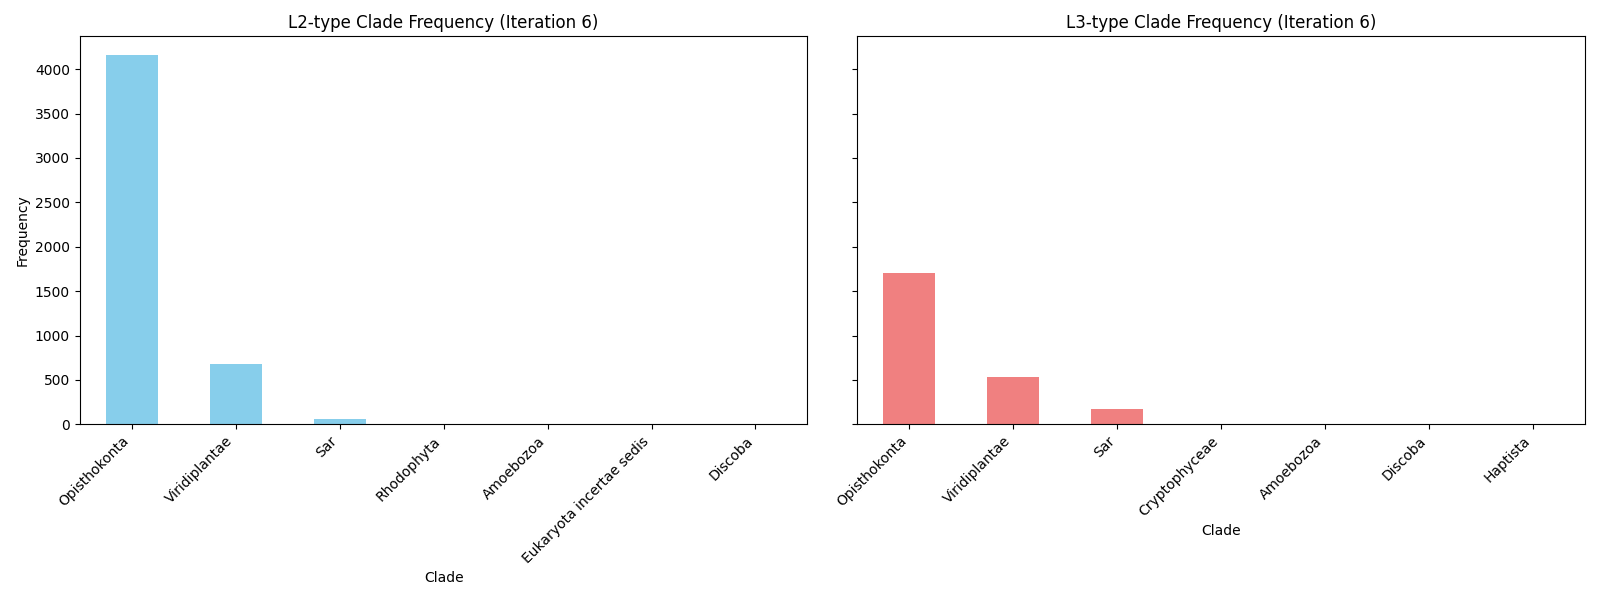 L2-type Clade Frequency (Iteration 6)
Frequency
4000
3500
3000
2500
2000
1500
1000
500
0
Opisthokonta
Viridiplantae
Sar
Rhodophyta
Amoebozoa
Eukaryota incertae sedis
Discoba
Clade
L3-type Clade Frequency (Iteration 6)
Opisthokonta
Viridiplantae
Sar
Cryptophyceae
Amoebozoa
Discoba
Haptista
Clade